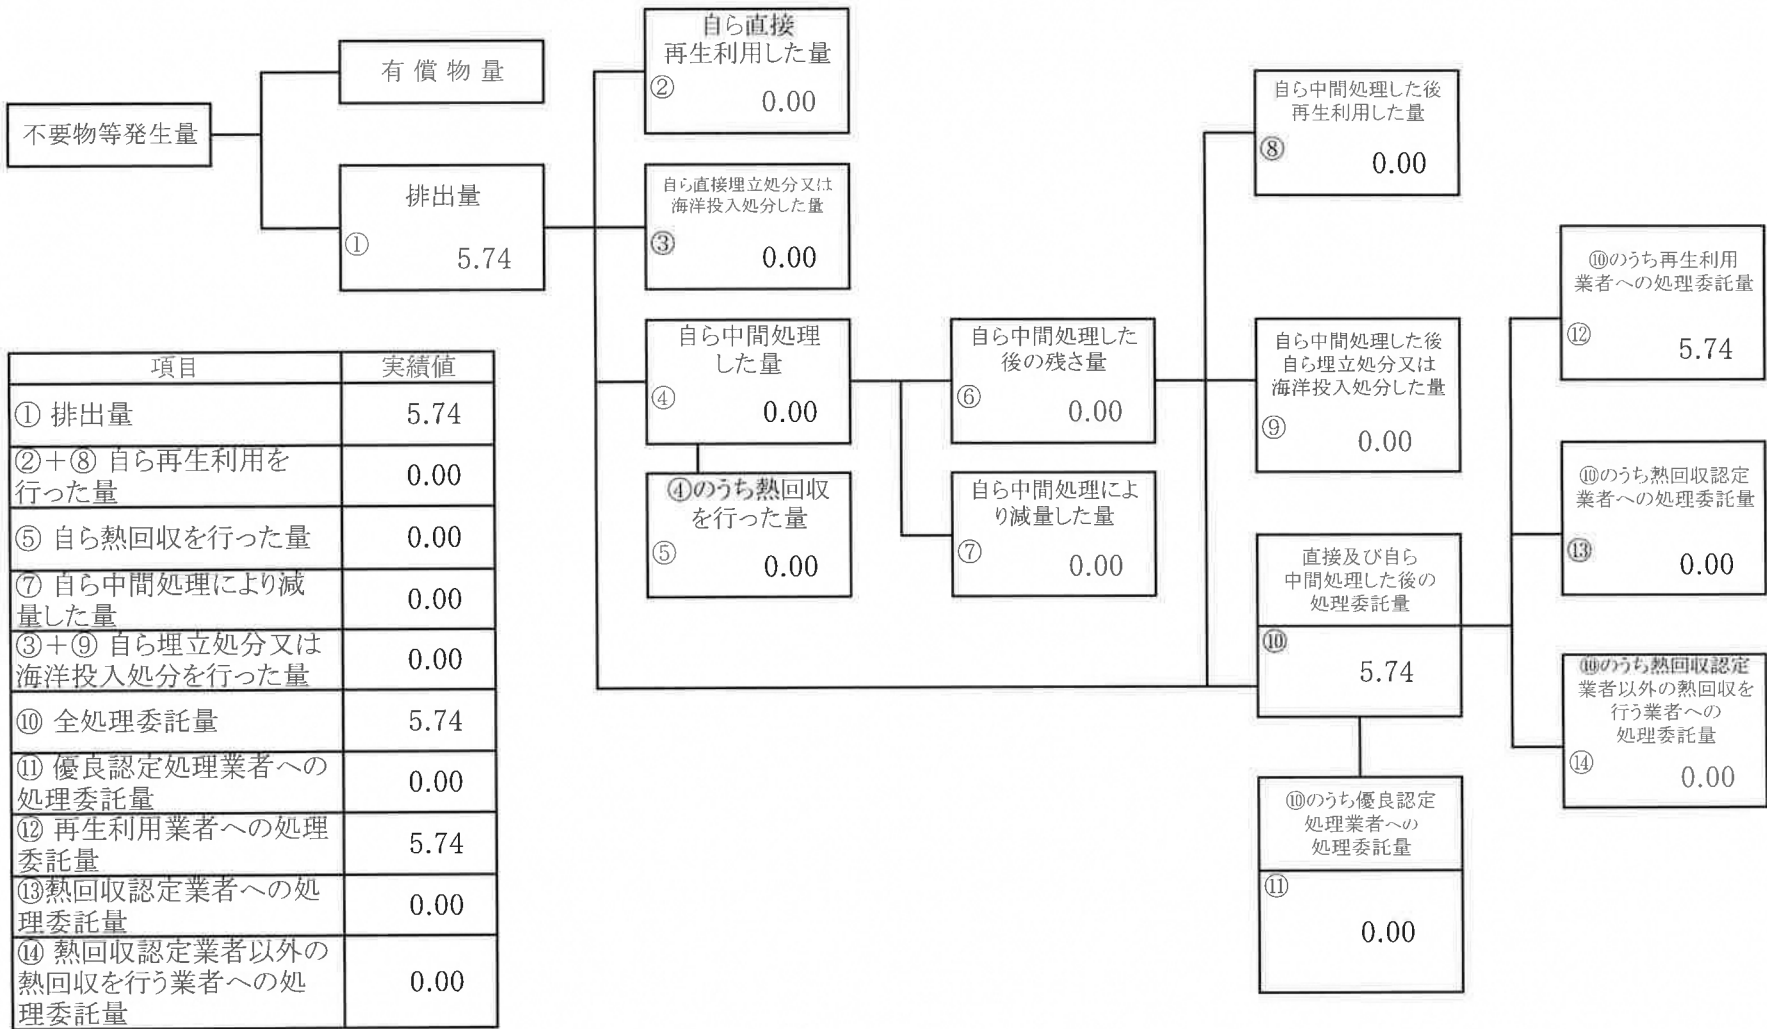 不要物等発生量
有償物量
排出量
①
5.74
自ら直接
再生利用した量
②
0.00
自ら直接埋立処分又は
海洋投入処分した量
③
0.00
自ら中間処理
した量
④
0.00
④のうち熱回収
を行った量
⑤
0.00
自ら中間処理した
後の残さ量
⑥
0.00
自ら中間処理によ
り減量した量
⑦
0.00
自ら中間処理した後
再生利用した量
⑧
0.00
自ら中間処理した後
自ら埋立処分又は
海洋投入処分した量
⑨
0.00
直接及び自ら
中間処理した後の
処理委託量
⑩
5.74
⑩のうち優良認定
処理業者への
処理委託量
⑪
0.00
⑩のうち再生利用
業者への処理委託量
⑫
5.74
⑩のうち熱回収認定
業者への処理委託量
⑬
0.00
⑩のうち熱回収認定
業者以外の熱回収を
行う業者への
処理委託量
⑭
0.00
項目 実績値
① 排出量 5.74
②+⑧ 自ら再生利用を
行った量 0.00
⑤ 自ら熱回収を行った量 0.00
⑦ 自ら中間処理により減
量した量 0.00
③+⑨ 自ら埋立処分又は
海洋投入処分を行った量 0.00
⑩ 全処理委託量 5.74
⑪ 優良認定処理業者への
処理委託量 0.00
⑫ 再生利用業者への処理
委託量 5.74
⑬熱回収認定業者への処
理委託量 0.00
⑭ 熱回収認定業者以外の
熱回収を行う業者への処
理委託量 0.00